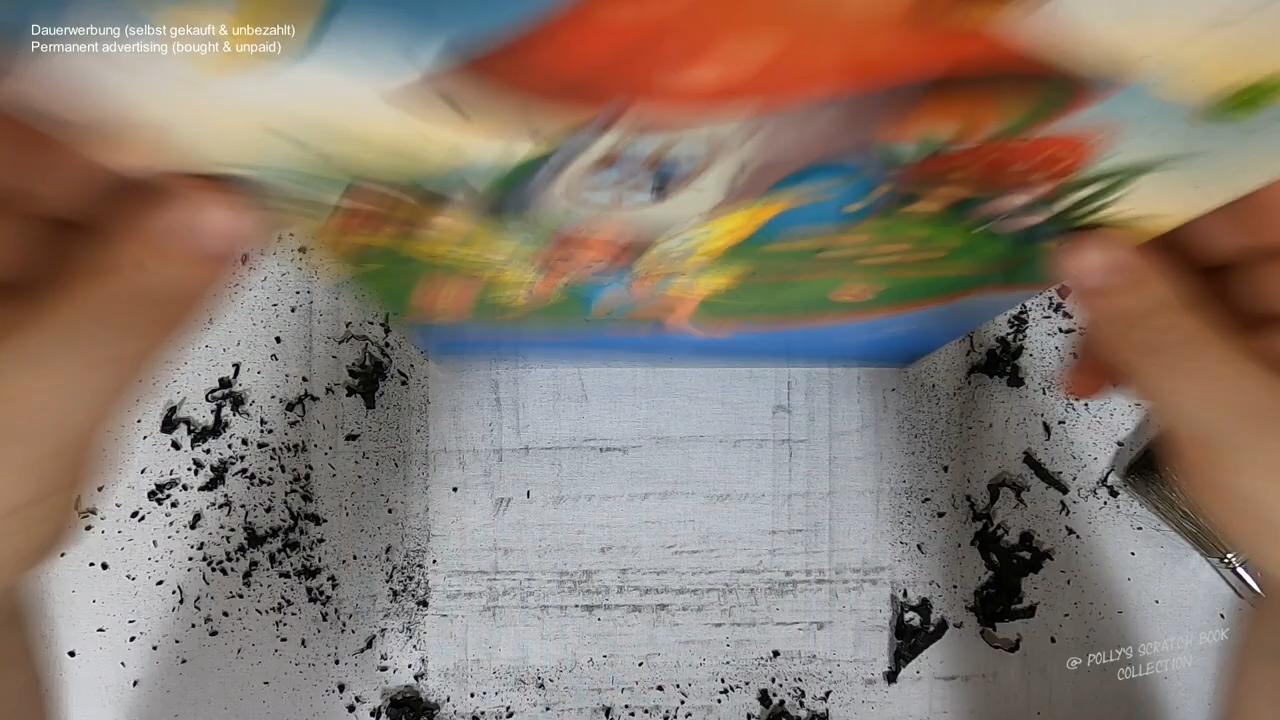 Dauerwerbung (selbst gekauft & unbezahlt)
Permanent advertising (bought & unpaid)
@ POLLY'S SCRATCH BOOK
COLLECTION